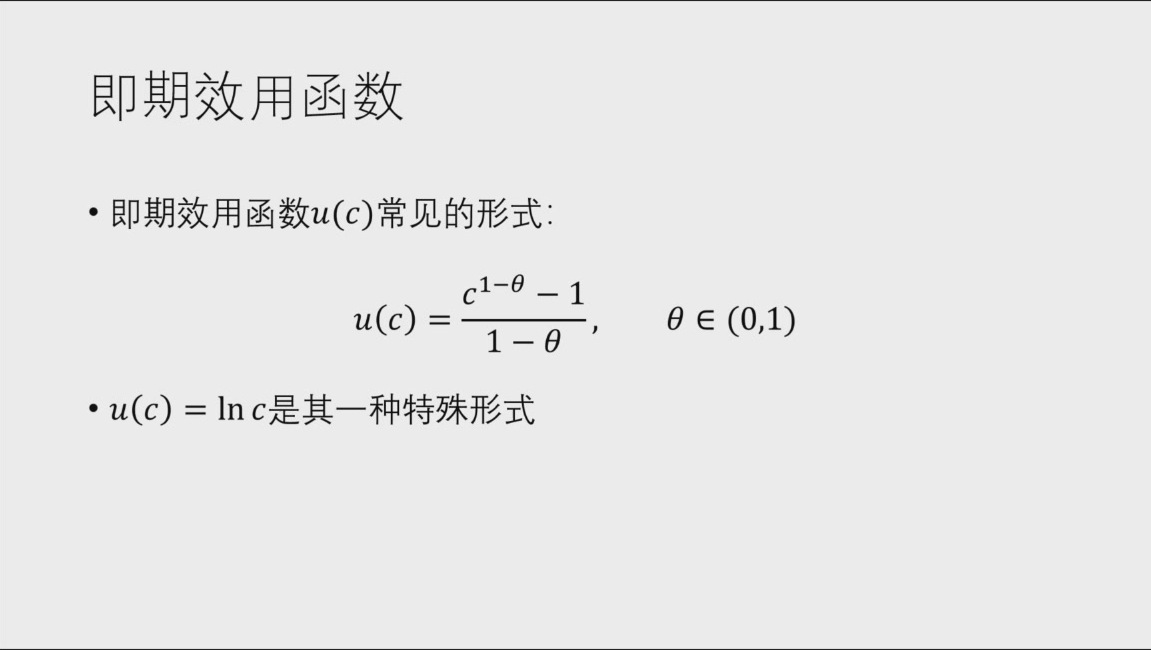 即期效用函数
• 即期效用函数u(c)常见的形式：
u(c) = \frac{c^{1-θ} − 1}{1 − θ}, θ ∈ (0,1)
• u(c) = ln c是其一种特殊形式